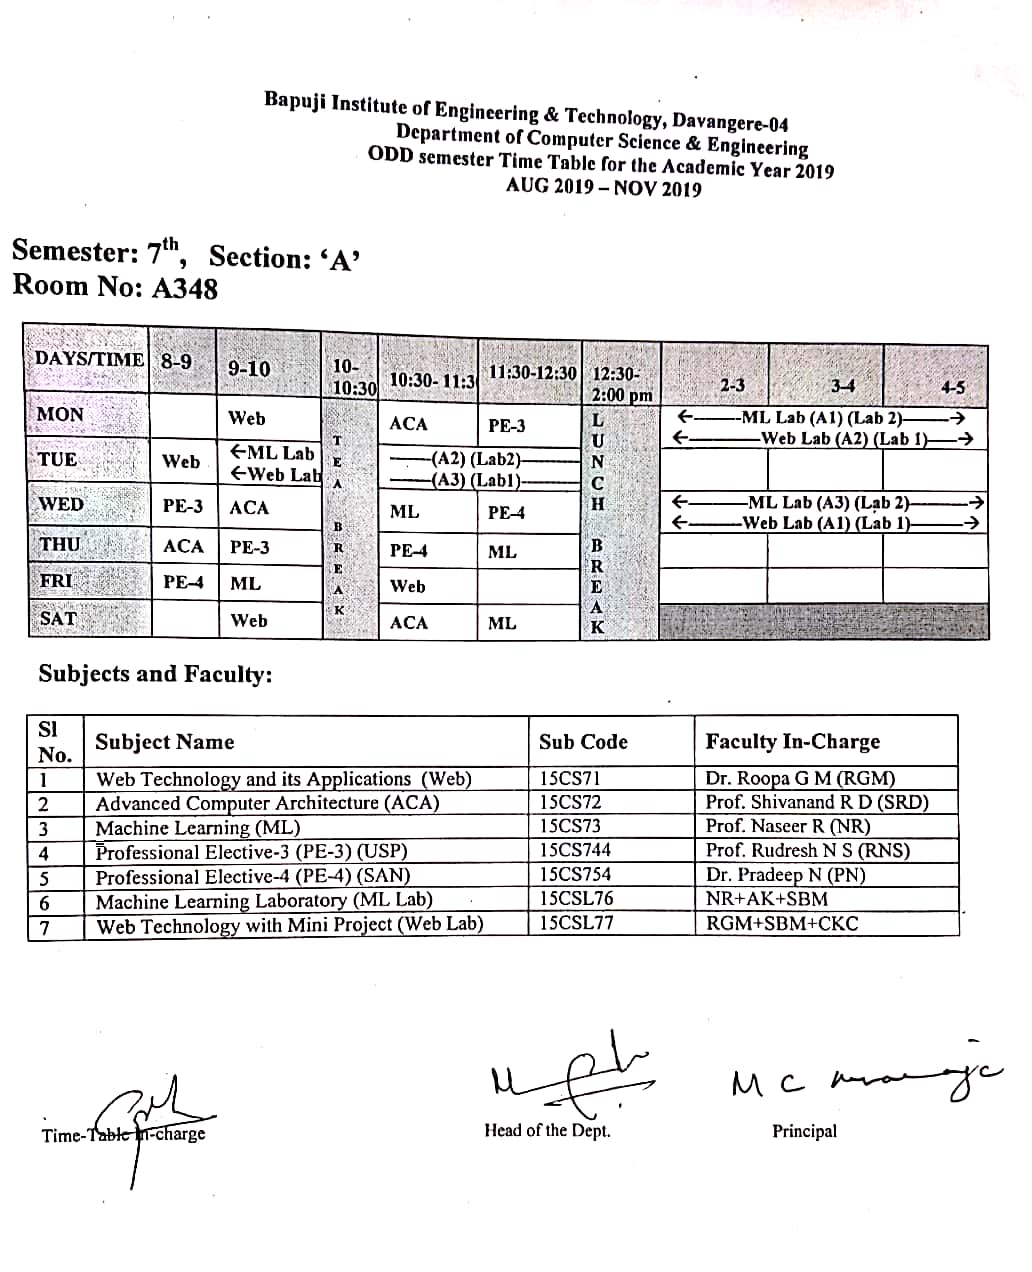 Bapuji Institute of Engineering & Technology, Davangere-04
Department of Computer Science & Engineering
ODD semester Time Table for the Academic Year 2019
AUG 2019 – NOV 2019
Semester: 7th, Section: ‘A’
Room No: A348
DAYS/TIME 8-9 9-10 10-10:30 10:30- 11:3 11:30-12:30 12:30-2:00 pm 2-3 3-4 4-5
MON Web ACA PE-3 ←ML Lab (A1) (Lab 2)→
←Web Lab (A2) (Lab 1)→
TUE Web ←ML Lab (A2) (Lab2)
←Web Lab (A3) (Lab1)
WED PE-3 ACA ML PE-4 ←ML Lab (A3) (Lab 2)→
←Web Lab (A1) (Lab 1)→
THU ACA PE-3 PE-4 ML
FRI PE-4 ML Web
SAT Web ACA ML
TEA BREAK
LUNCH BREAK
Subjects and Faculty:
Sl No. Subject Name Sub Code Faculty In-Charge
1 Web Technology and its Applications (Web) 15CS71 Dr. Roopa G M (RGM)
2 Advanced Computer Architecture (ACA) 15CS72 Prof. Shivanand R D (SRD)
3 Machine Learning (ML) 15CS73 Prof. Naseer R (NR)
4 Professional Elective-3 (PE-3) (USP) 15CS744 Prof. Rudresh N S (RNS)
5 Professional Elective-4 (PE-4) (SAN) 15CS754 Dr. Pradeep N (PN)
6 Machine Learning Laboratory (ML Lab) 15CSL76 NR+AK+SBM
7 Web Technology with Mini Project (Web Lab) 15CSL77 RGM+SBM+CKC
M C
Time-Table In-charge Head of the Dept. Principal